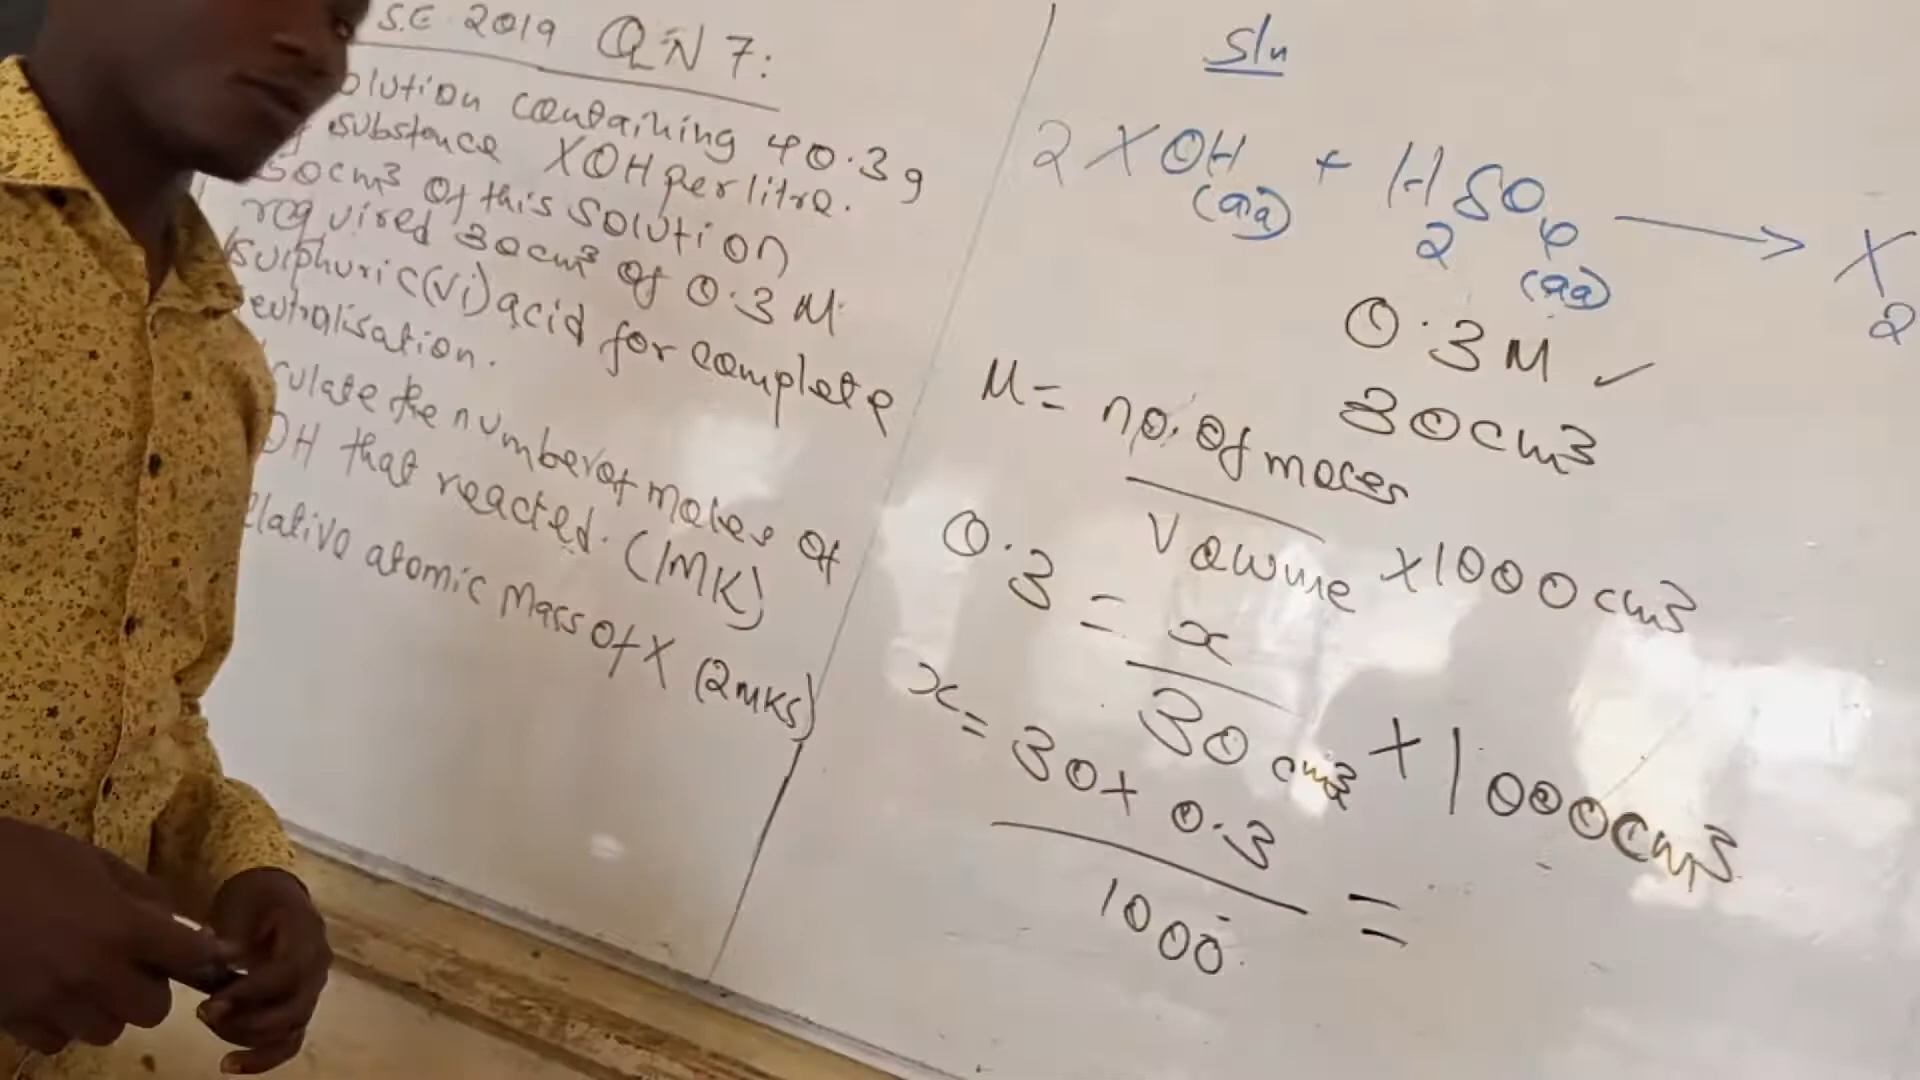 S.E 2019 QN 7:
olution containing 40.3g
substance XOH per litre.
50cm³ of this solution
required 30cm³ of 0.3M
sulphuric(vi) acid for complete
eutralisation.
culate the number of moles of
OH that reacted. (1MK)
elative atomic Mass of X (2MKS)
Sln
2XOH(aq) + H2SO4(aq) → X2
0.3M ✓
30cm³
M = no. of moles
Volume × 1000cm³
0.3 = x
30cm³ × 1000cm³
x = 30 × 0.3
1000 =